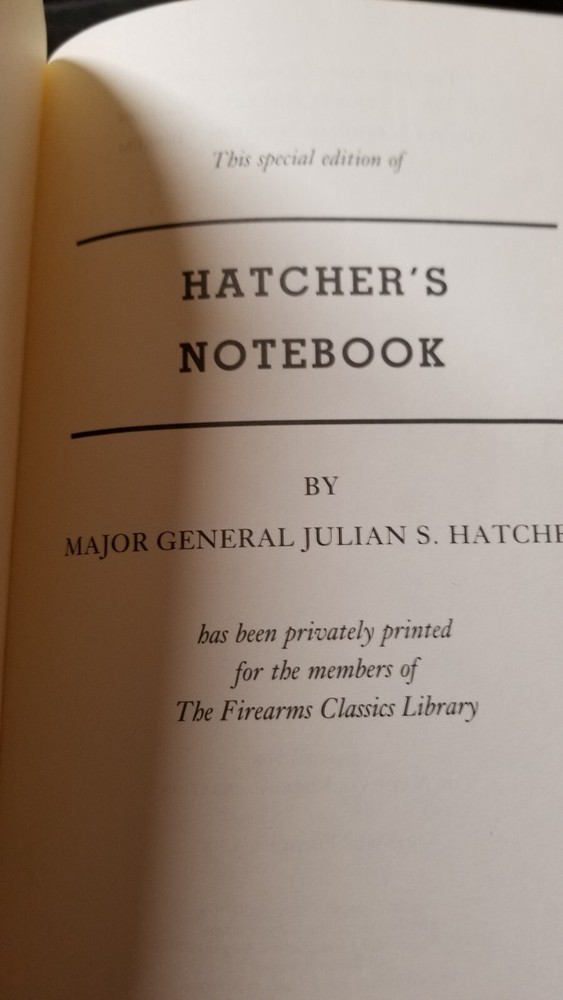 This special edition of
HATCHER'S
NOTEBOOK
BY
MAJOR GENERAL JULIAN S. HATCHE
has been privately printed
for the members of
The Firearms Classics Library